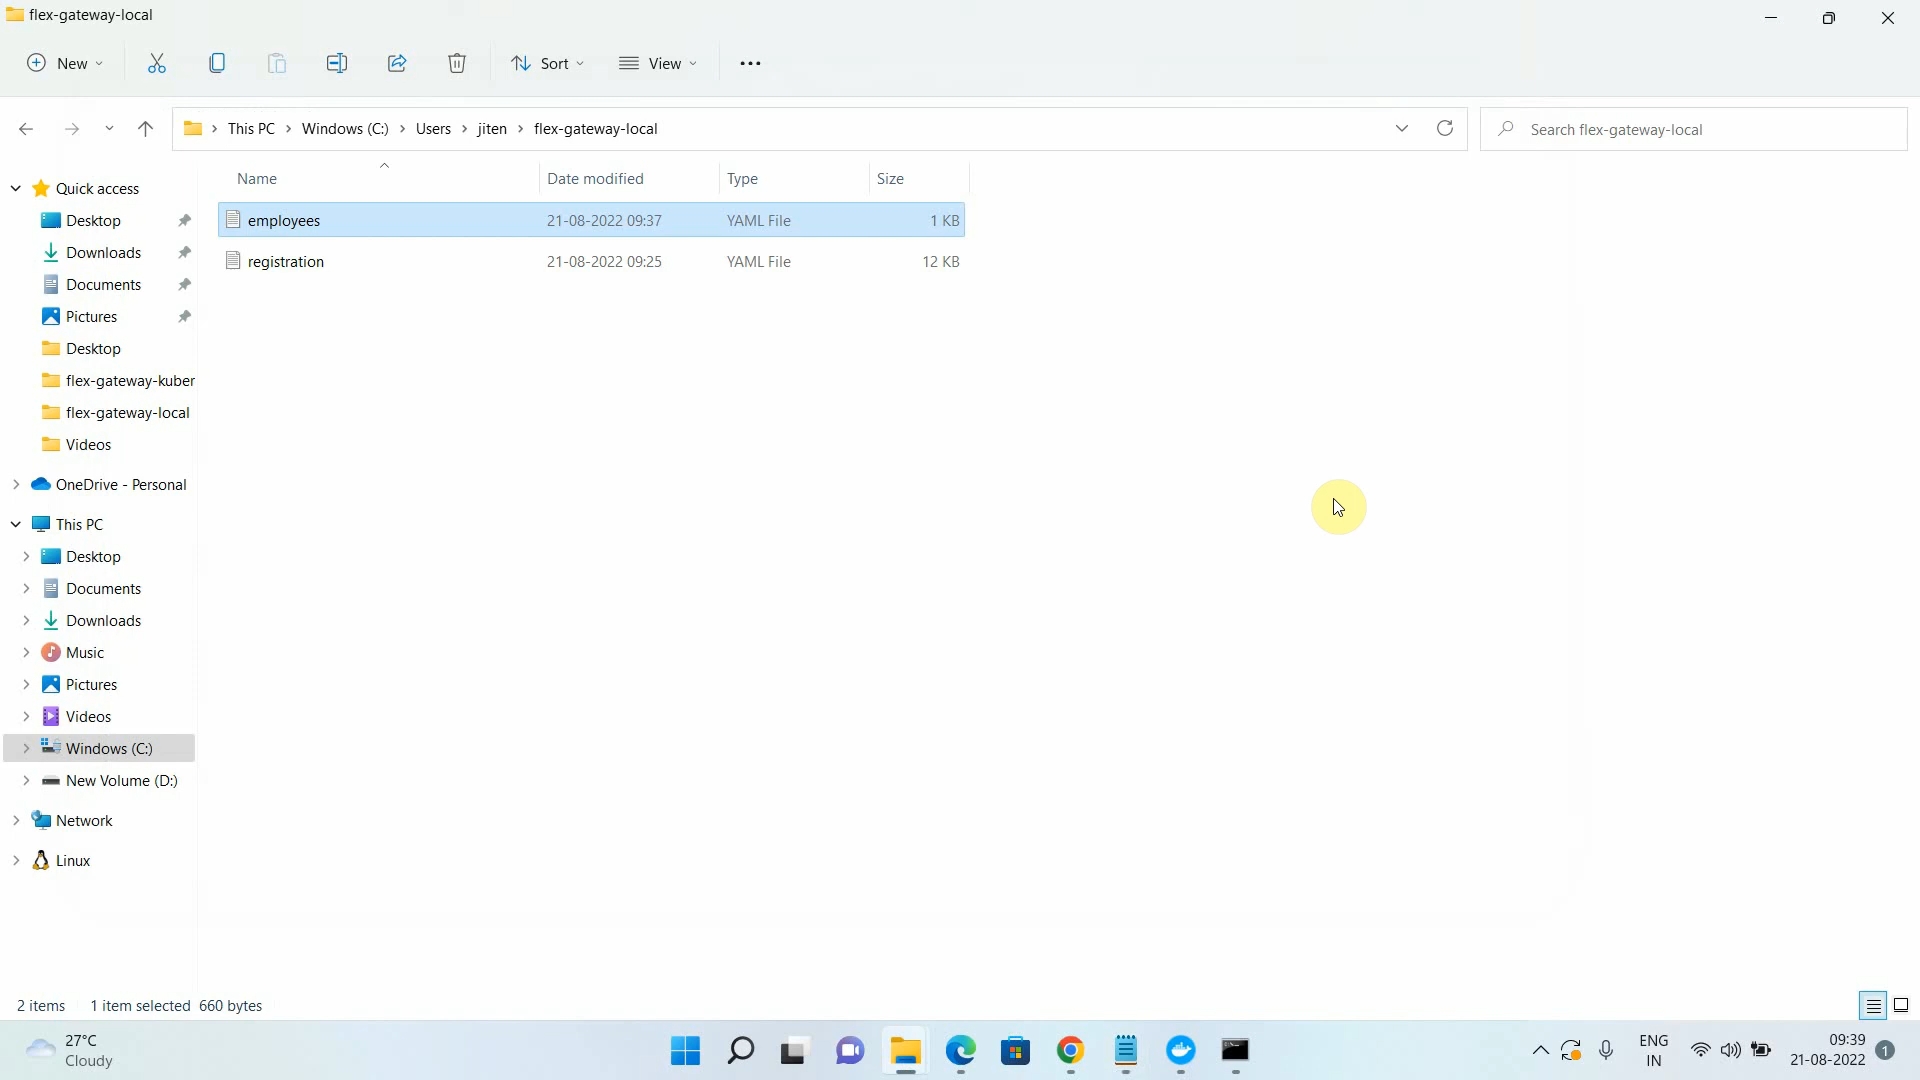 flex-gateway-local
New
Sort
View
This PC
Windows (C:)
Users
jiten
flex-gateway-local
Search flex-gateway-local
Name
Date modified
Type
Size
employees 21-08-2022 09:37 YAML File 1 KB
registration 21-08-2022 09:25 YAML File 12 KB
Quick access
Desktop
Downloads
Documents
Pictures
Desktop
flex-gateway-kuber
flex-gateway-local
Videos
OneDrive - Personal
This PC
Desktop
Documents
Downloads
Music
Pictures
Videos
Windows (C:)
New Volume (D:)
Network
Linux
2 items 1 item selected 660 bytes
27°C
Cloudy
ENG
IN
09:39
21-08-2022
1